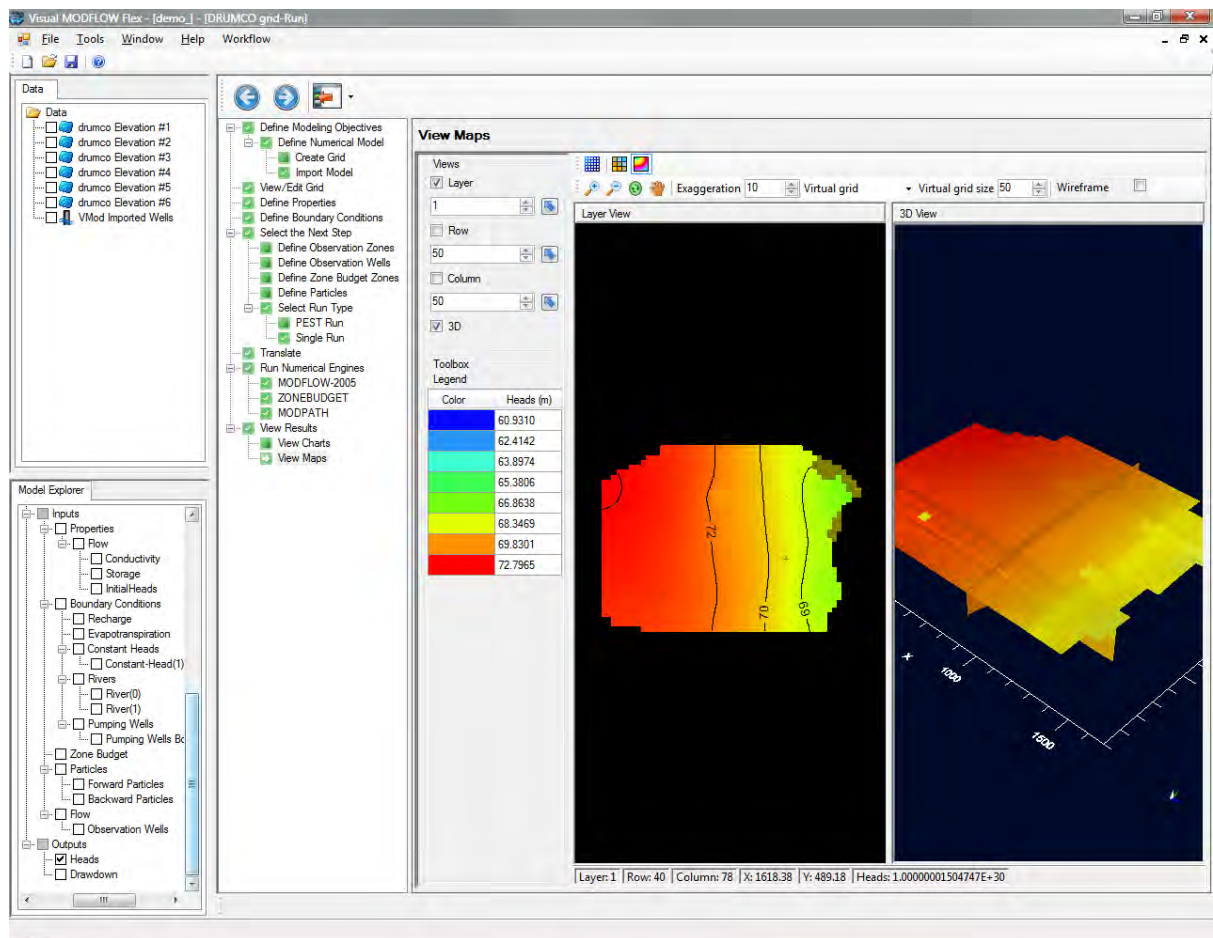 Visual MODFLOW Flex - [demo_] - [DRUMCO grid-Run]
File Tools Window Help Workflow
Data
Data
drumco Elevation #1
drumco Elevation #2
drumco Elevation #3
drumco Elevation #4
drumco Elevation #5
drumco Elevation #6
VMod Imported Wells
Model Explorer
Inputs
Properties
Flow
Conductivity
Storage
InitialHeads
Boundary Conditions
Recharge
Evapotranspiration
Constant Heads
Constant-Head(1)
Rivers
River(0)
River(1)
Pumping Wells
Pumping Wells Bo
Zone Budget
Particles
Forward Particles
Backward Particles
Flow
Observation Wells
Outputs
Heads
Drawdown
Define Modeling Objectives
Define Numerical Model
Create Grid
Import Model
View/Edit Grid
Define Properties
Define Boundary Conditions
Select the Next Step
Define Observation Zones
Define Observation Wells
Define Zone Budget Zones
Define Particles
Select Run Type
PEST Run
Single Run
Translate
Run Numerical Engines
MODFLOW-2005
ZONEBUDGET
MODPATH
View Results
View Charts
View Maps
View Maps
Views
Layer
1
Row
50
Column
50
3D
Toolbox
Legend
Color Heads (m)
60.9310
62.4142
63.8974
65.3806
66.8638
68.3469
69.8301
72.7965
Exaggeration 10 Virtual grid Virtual grid size 50 Wireframe
Layer View
72
70
69
3D View
X
1000
1500
Layer: 1 Row: 40 Column: 78 X: 1618.38 Y: 489.18 Heads: 1.00000001504747E+30